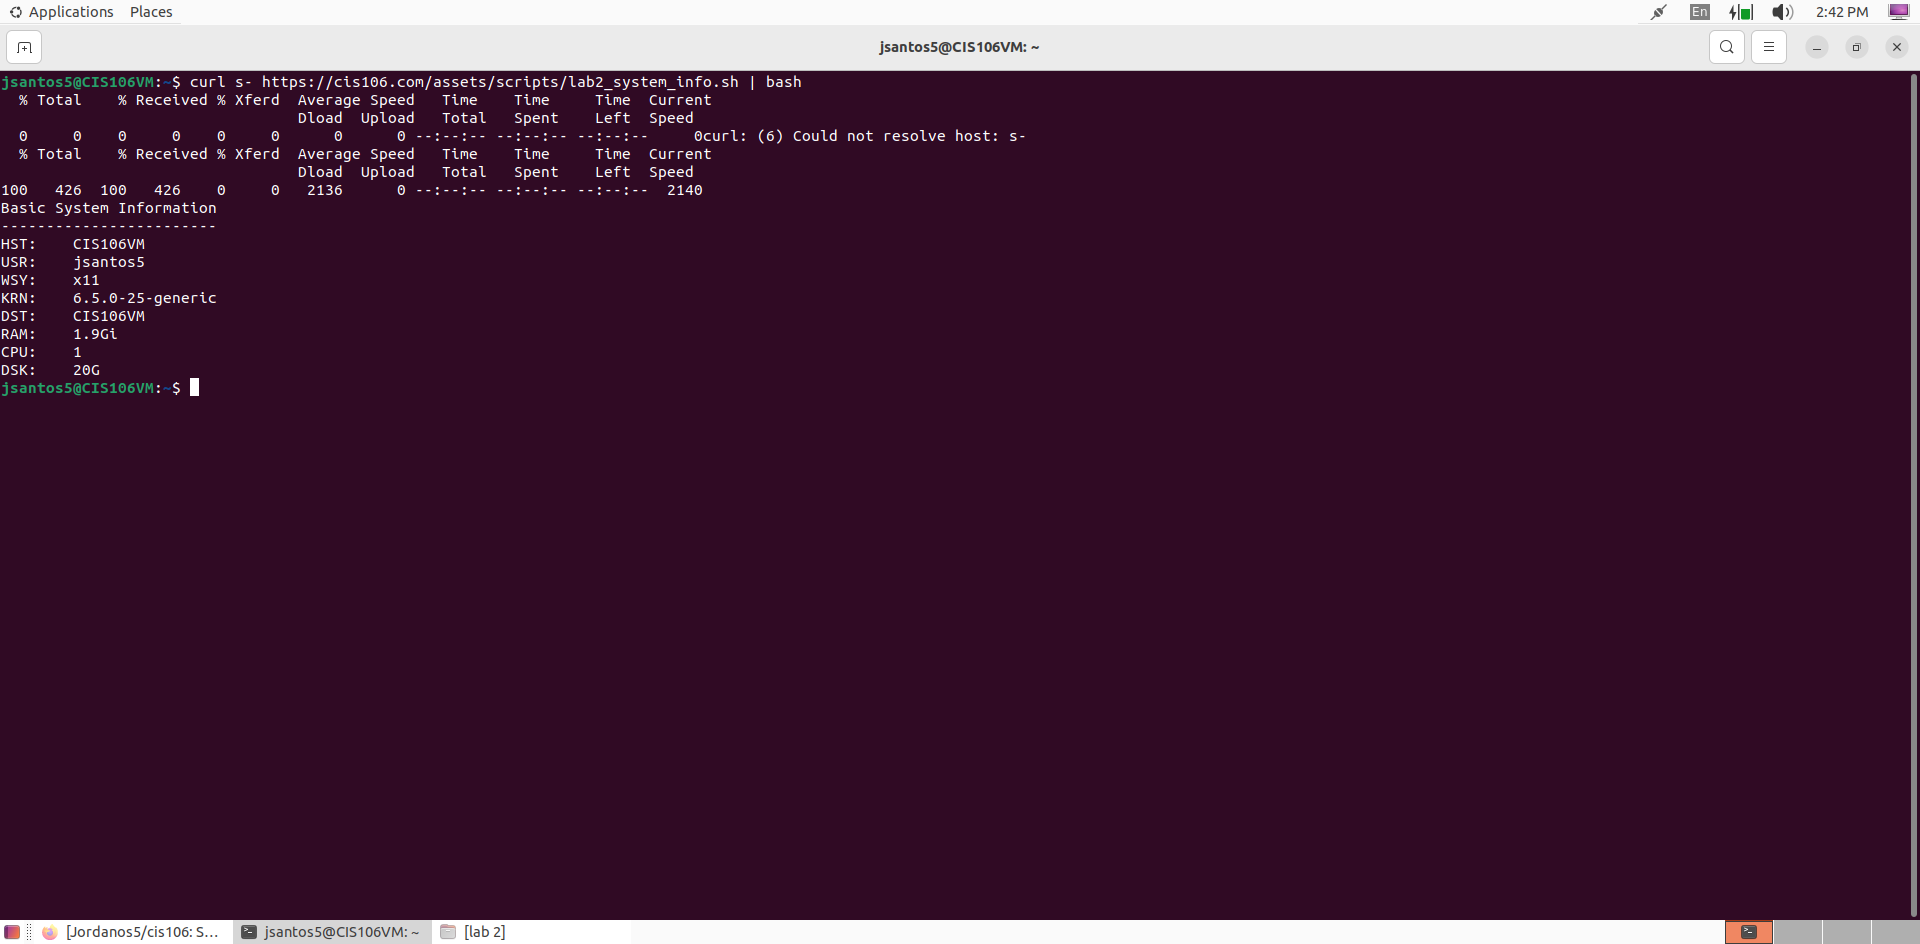 Applications Places En 2:42 PM
jsantos5@CIS106VM: ~
jsantos5@CIS106VM:~$ curl s- https://cis106.com/assets/scripts/lab2_system_info.sh | bash
  % Total    % Received % Xferd  Average Speed   Time    Time     Time  Current
                                 Dload  Upload   Total   Spent    Left  Speed
  0     0    0     0    0     0      0      0 --:--:-- --:--:-- --:--:--     0curl: (6) Could not resolve host: s-
  % Total    % Received % Xferd  Average Speed   Time    Time     Time  Current
                                 Dload  Upload   Total   Spent    Left  Speed
100   426  100   426    0     0   2136      0 --:--:-- --:--:-- --:--:--  2140
Basic System Information
------------------------
HST:    CIS106VM
USR:    jsantos5
WSY:    x11
KRN:    6.5.0-25-generic
DST:    CIS106VM
RAM:    1.9Gi
CPU:    1
DSK:    20G
jsantos5@CIS106VM:~$
[Jordanos5/cis106: S... jsantos5@CIS106VM: ~ [lab 2]